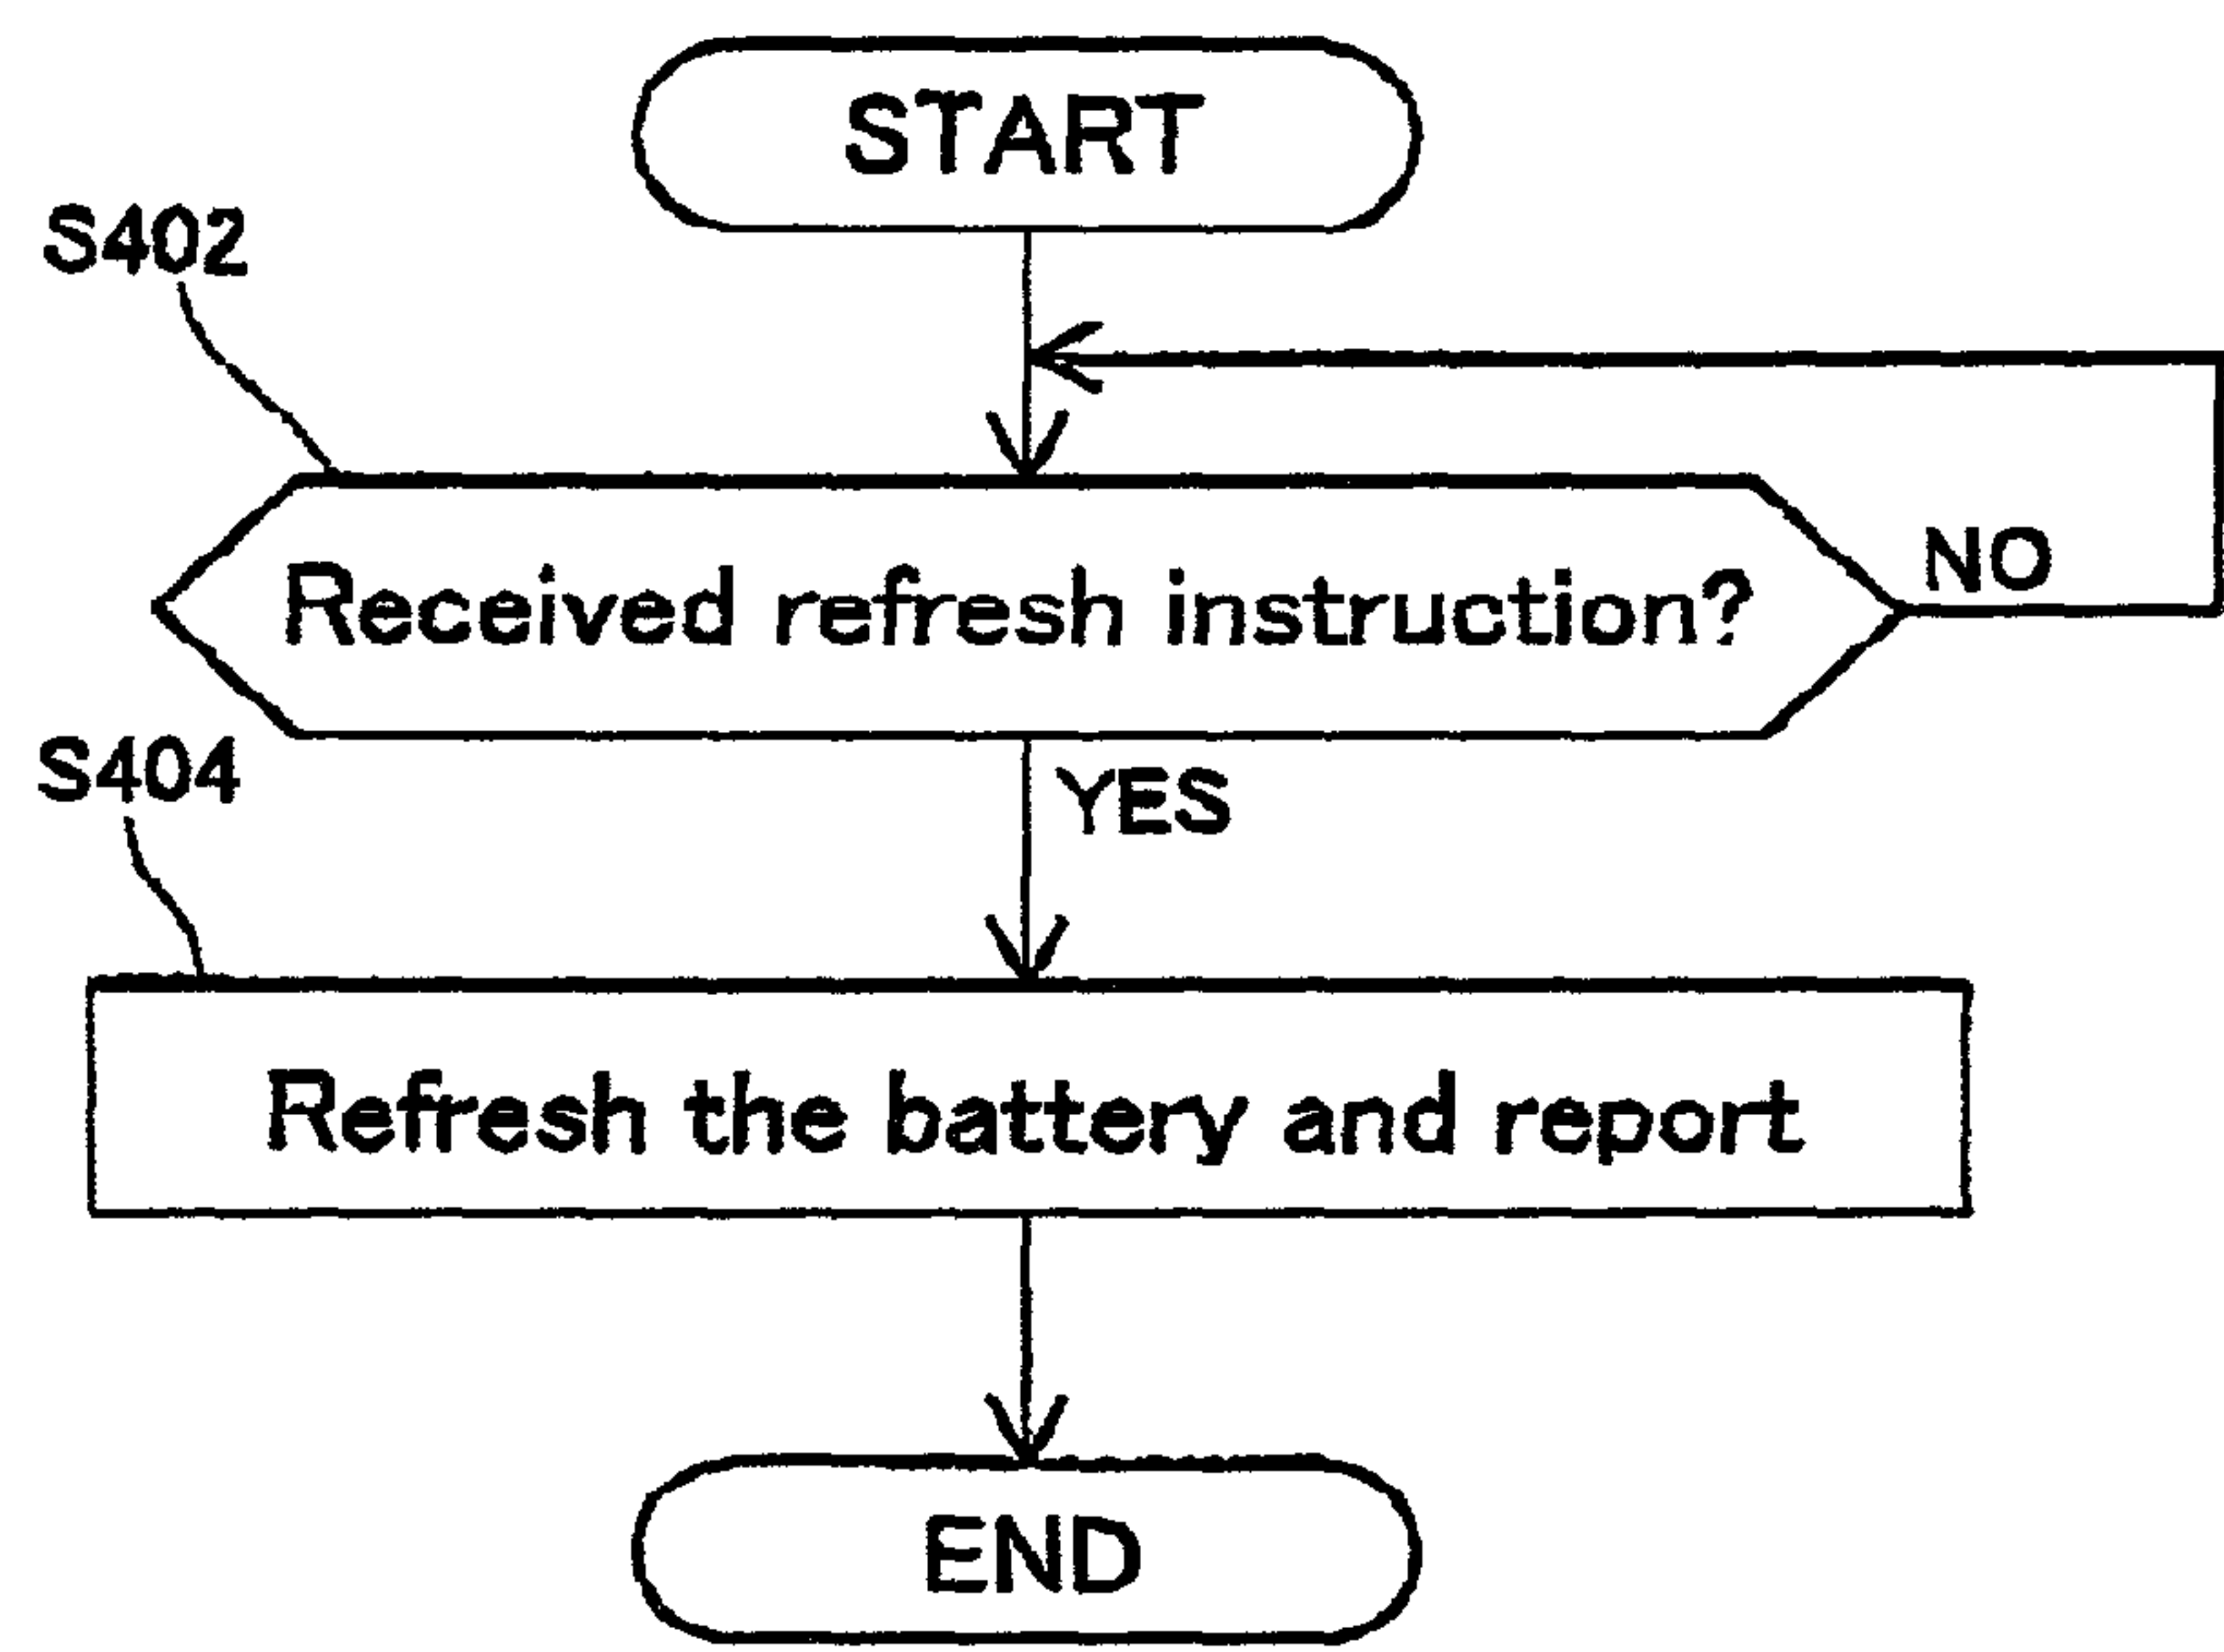 START
S402
Received refresh instruction?
NO
S404
YES
Refresh the battery and report
END